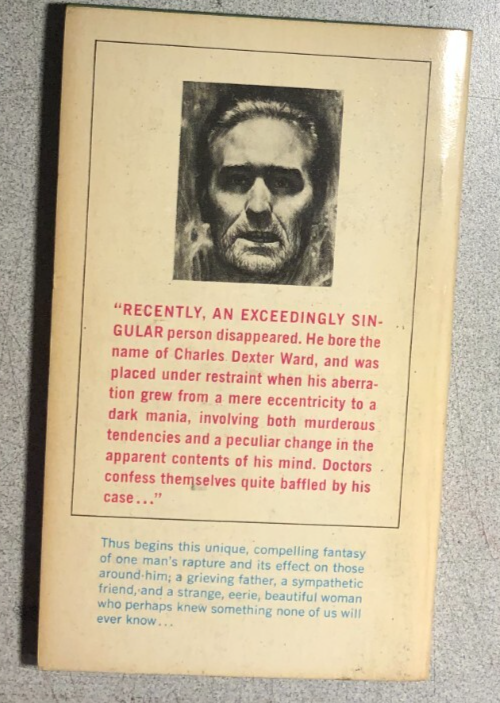 “RECENTLY, AN EXCEEDINGLY SIN-
GULAR person disappeared. He bore the
name of Charles Dexter Ward, and was
placed under restraint when his aberra-
tion grew from a mere eccentricity to a
dark mania, involving both murderous
tendencies and a peculiar change in the
apparent contents of his mind. Doctors
confess themselves quite baffled by his
case...”
Thus begins this unique, compelling fantasy
of one man’s rapture and its effect on those
around him; a grieving father, a sympathetic
friend, and a strange, eerie, beautiful woman
who perhaps knew something none of us will
ever know...